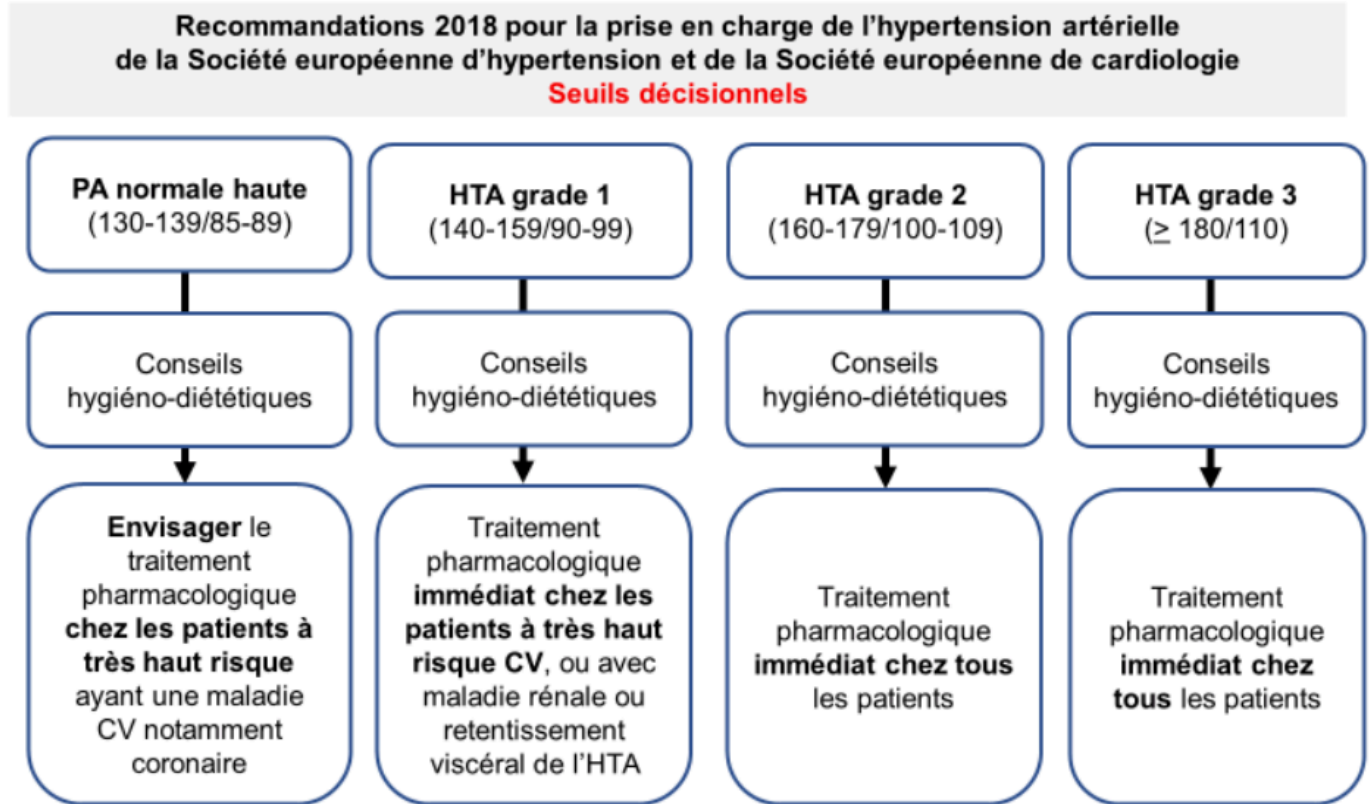 Recommandations 2018 pour la prise en charge de l'hypertension artérielle
de la Société européenne d'hypertension et de la Société européenne de cardiologie
Seuils décisionnels
PA normale haute
(130-139/85-89)
Conseils
hygiéno-diététiques
Envisager le
traitement
pharmacologique
chez les patients à
très haut risque
ayant une maladie
CV notamment
coronaire
HTA grade 1
(140-159/90-99)
Conseils
hygiéno-diététiques
Traitement
pharmacologique
immédiat chez les
patients à très haut
risque CV, ou avec
maladie rénale ou
retentissement
viscéral de l'HTA
HTA grade 2
(160-179/100-109)
Conseils
hygiéno-diététiques
Traitement
pharmacologique
immédiat chez tous
les patients
HTA grade 3
(≥ 180/110)
Conseils
hygiéno-diététiques
Traitement
pharmacologique
immédiat chez
tous les patients